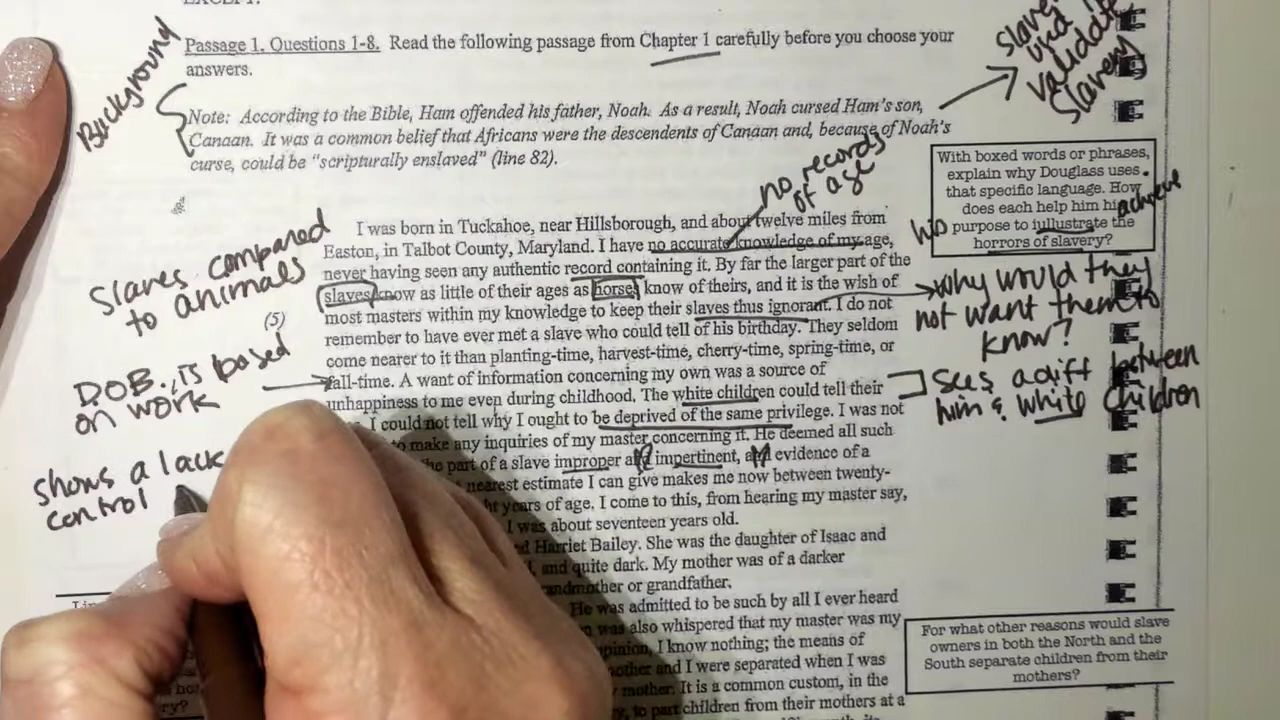 EXCEPT:
Background
Passage 1. Questions 1-8. Read the following passage from Chapter 1 carefully before you choose your
answers.
Note: According to the Bible, Ham offended his father, Noah. As a result, Noah cursed Ham's son,
Canaan. It was a common belief that Africans were the descendents of Canaan and, because of Noah's
curse, could be "scripturally enslaved" (line 82).
validate
slavery
With boxed words or phrases,
explain why Douglass uses
that specific language. How
does each help him
his achieve
purpose to iullustrate the
horrors of slavery?
no records
of age
I was born in Tuckahoe, near Hillsborough, and about twelve miles from
Easton, in Talbot County, Maryland. I have no accurate knowledge of my age,
never having seen any authentic record containing it. By far the larger part of the
slaves know as little of their ages as horses know of theirs, and it is the wish of
most masters within my knowledge to keep their slaves thus ignorant. I do not
remember to have ever met a slave who could tell of his birthday. They seldom
come nearer to it than planting-time, harvest-time, cherry-time, spring-time, or
fall-time. A want of information concerning my own was a source of
unhappiness to me even during childhood. The white children could tell their
I could not tell why I ought to be deprived of the same privilege. I was not
to make any inquiries of my master concerning it. He deemed all such
the part of a slave improper and impertinent, and evidence of a
nearest estimate I can give makes me now between twenty-
years of age. I come to this, from hearing my master say,
I was about seventeen years old.
Harriet Bailey. She was the daughter of Isaac and
and quite dark. My mother was of a darker
grandmother or grandfather.
He was admitted to be such by all I ever heard
was also whispered that my master was my
opinion, I know nothing; the means of
mother and I were separated when I was
mother. It is a common custom, in the
to part children from their mothers at a
Slaves compared
to animals
(5)
D.O.B. is based
on work
shows a lack
control
why would they
not want them to
know?
sees a diff between
him & white children
For what other reasons would slave
owners in both the North and the
South separate children from their
mothers?